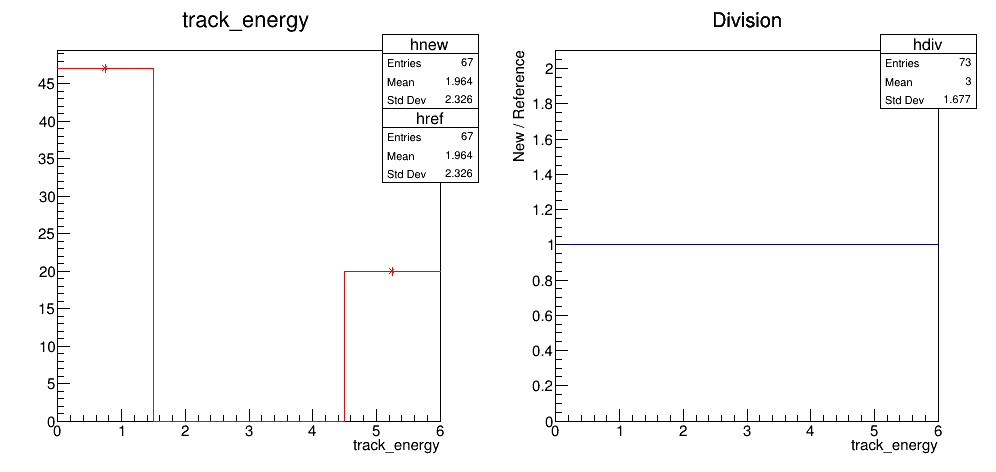 track_energy
hnew
Entries 67
Mean 1.964
Std Dev 2.326
href
Entries 67
Mean 1.964
Std Dev 2.326
45
40
35
30
25
20
15
10
5
0
0 1 2 3 4 5 6
track_energy
Division
hdiv
Entries 73
Mean 3
Std Dev 1.677
New / Reference
2
1.8
1.6
1.4
1.2
1
0.8
0.6
0.4
0.2
0
0 1 2 3 4 5 6
track_energy